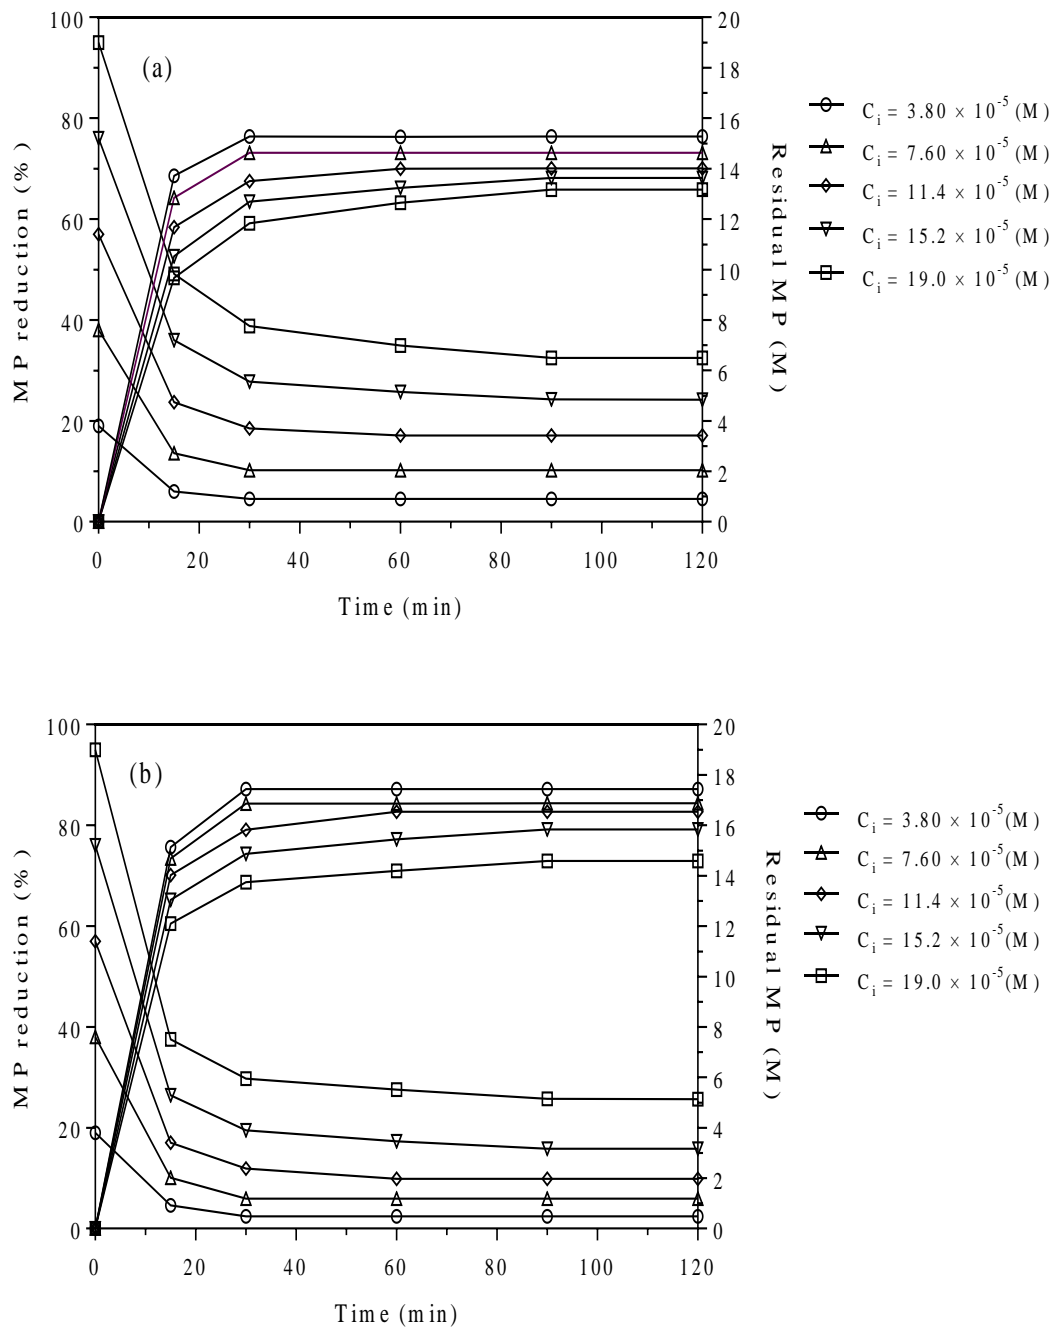 (a)
MP reduction (%)
100
80
60
40
20
0
0 20 40 60 80 100 120
Time (min)
20
18
16
14
12
10
8
6
4
2
0
Residual MP (M)
Cᵢ = 3.80 × 10⁻⁵ (M)
Cᵢ = 7.60 × 10⁻⁵ (M)
Cᵢ = 11.4 × 10⁻⁵ (M)
Cᵢ = 15.2 × 10⁻⁵ (M)
Cᵢ = 19.0 × 10⁻⁵ (M)
(b)
MP reduction (%)
100
80
60
40
20
0
0 20 40 60 80 100 120
Time (min)
20
18
16
14
12
10
8
6
4
2
0
Residual MP (M)
Cᵢ = 3.80 × 10⁻⁵(M)
Cᵢ = 7.60 × 10⁻⁵(M)
Cᵢ = 11.4 × 10⁻⁵(M)
Cᵢ = 15.2 × 10⁻⁵(M)
Cᵢ = 19.0 × 10⁻⁵(M)